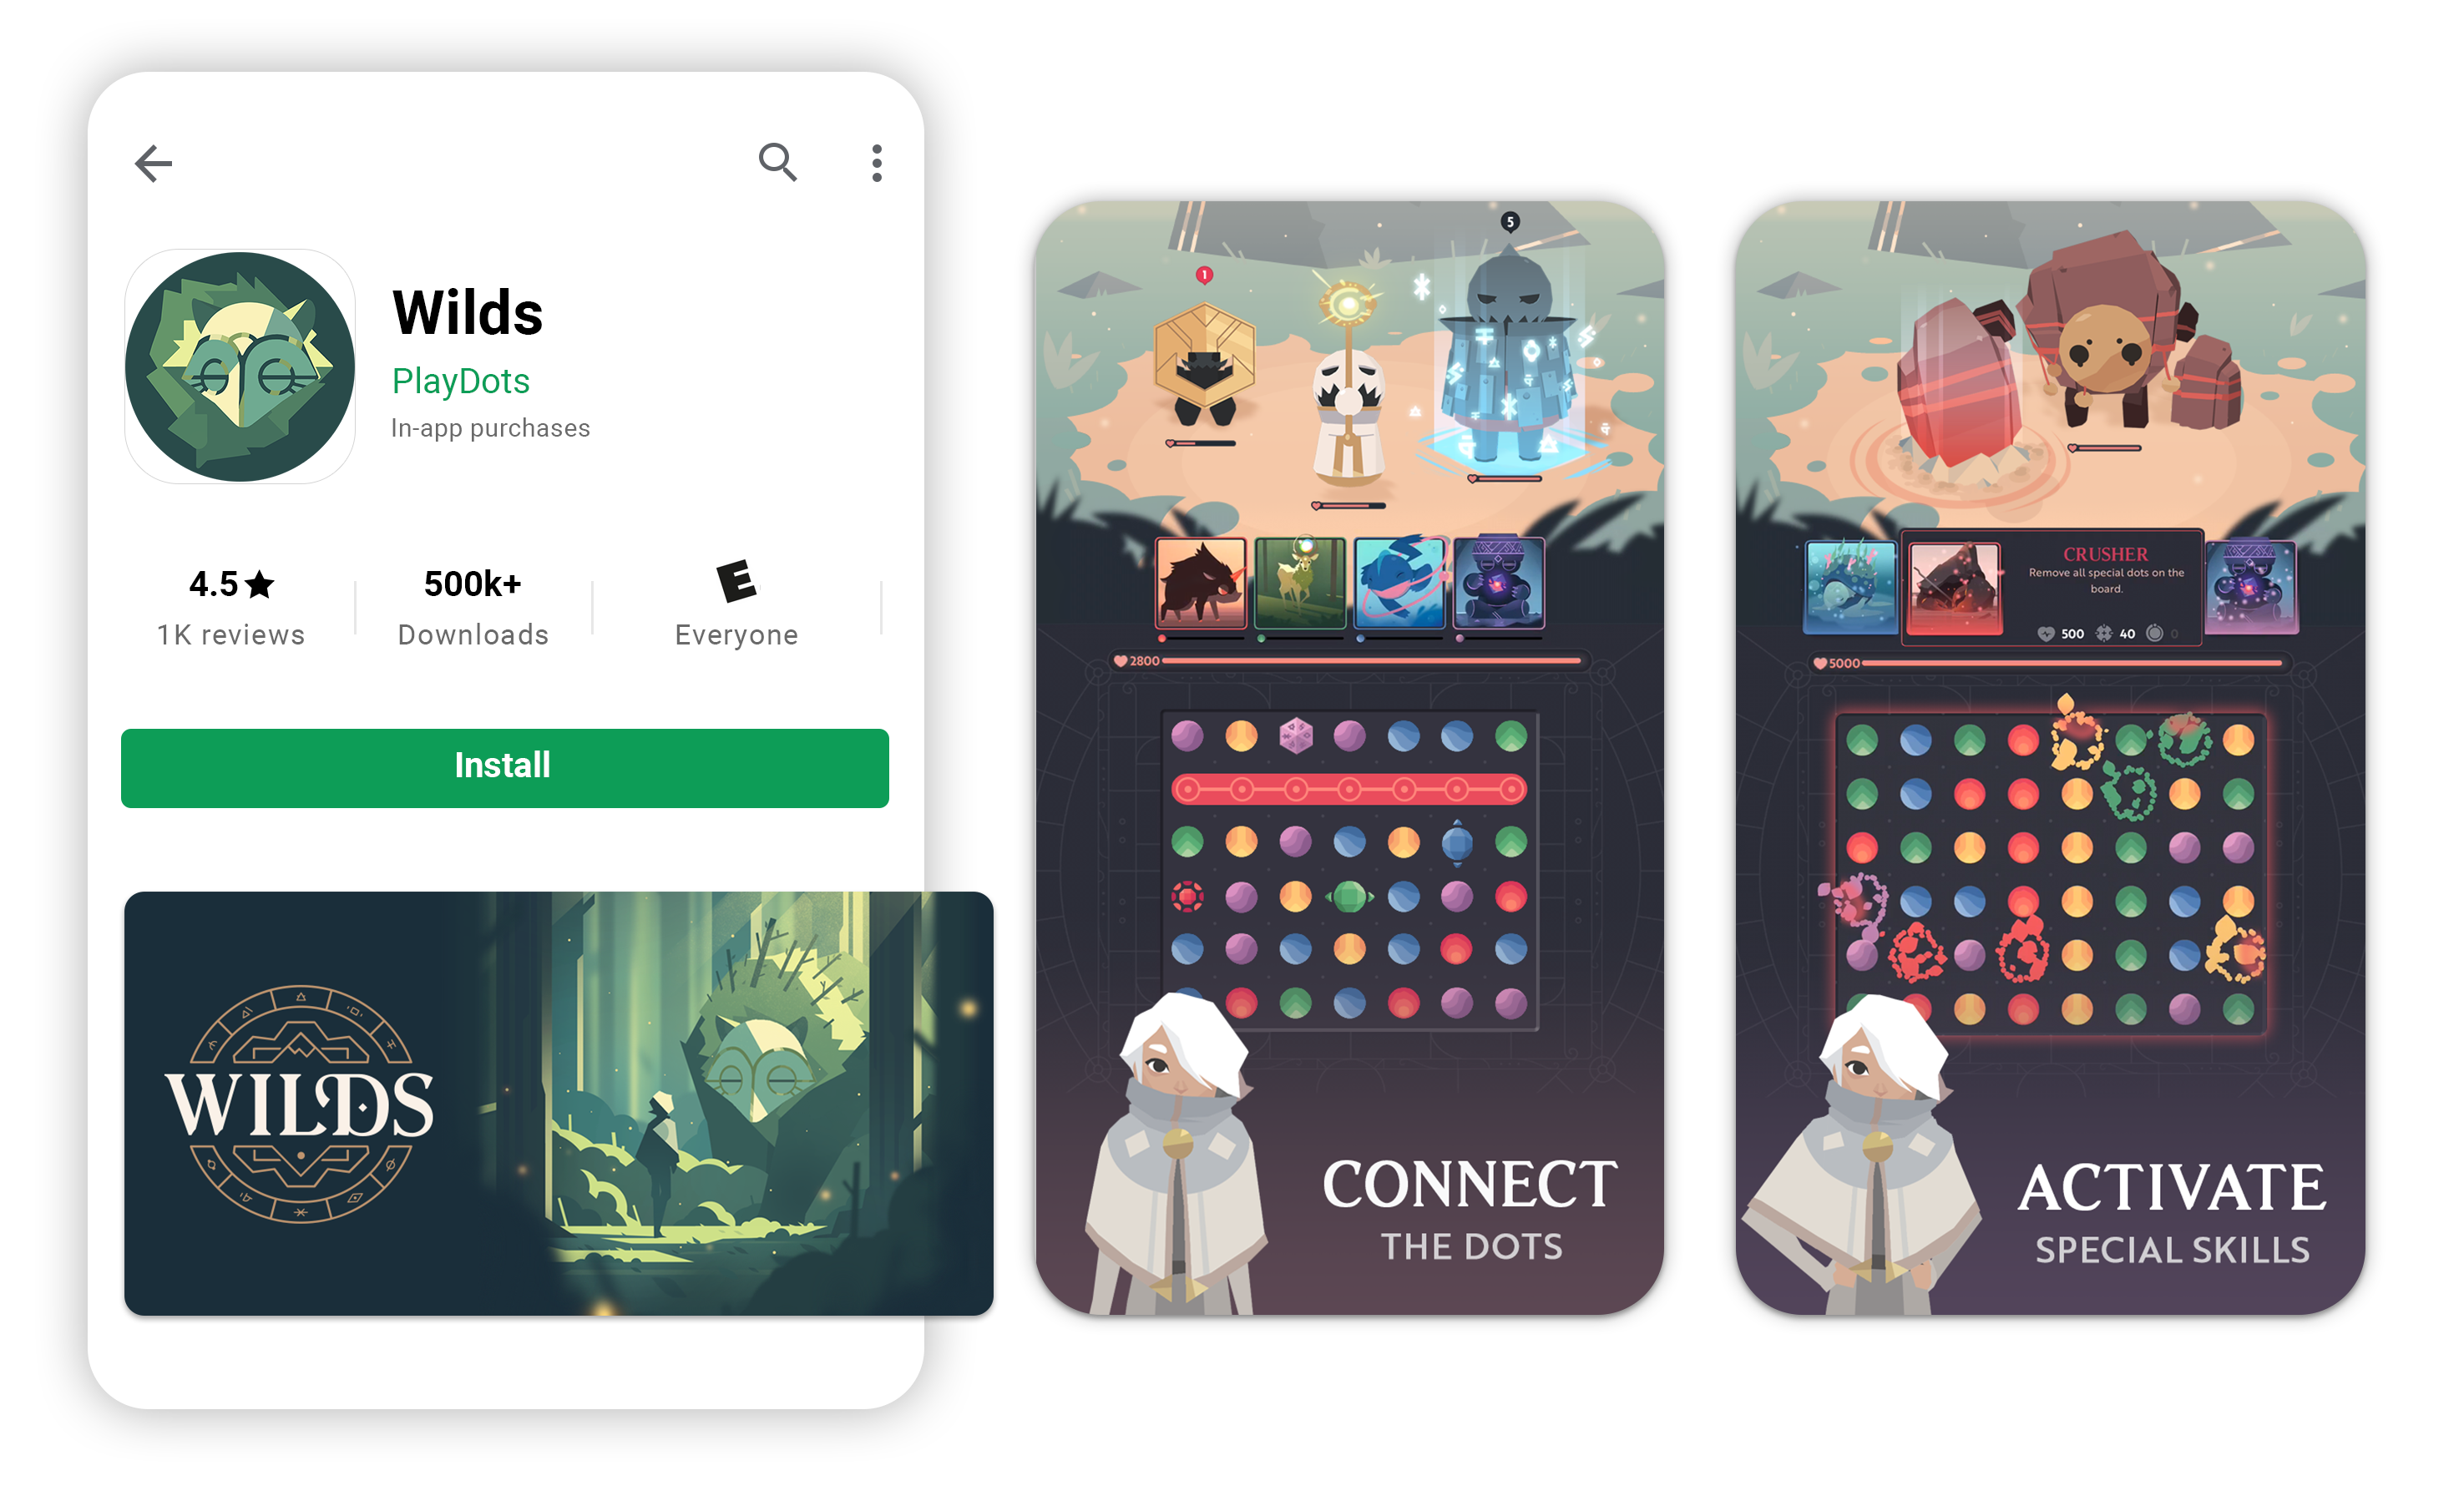 Wilds
PlayDots
In-app purchases
4.5★
1K reviews
500k+
Downloads
E
Everyone
Install
WILDS
1
5
2800
CONNECT
THE DOTS
CRUSHER
Remove all special dots on the
board.
500 40 0
5000
ACTIVATE
SPECIAL SKILLS